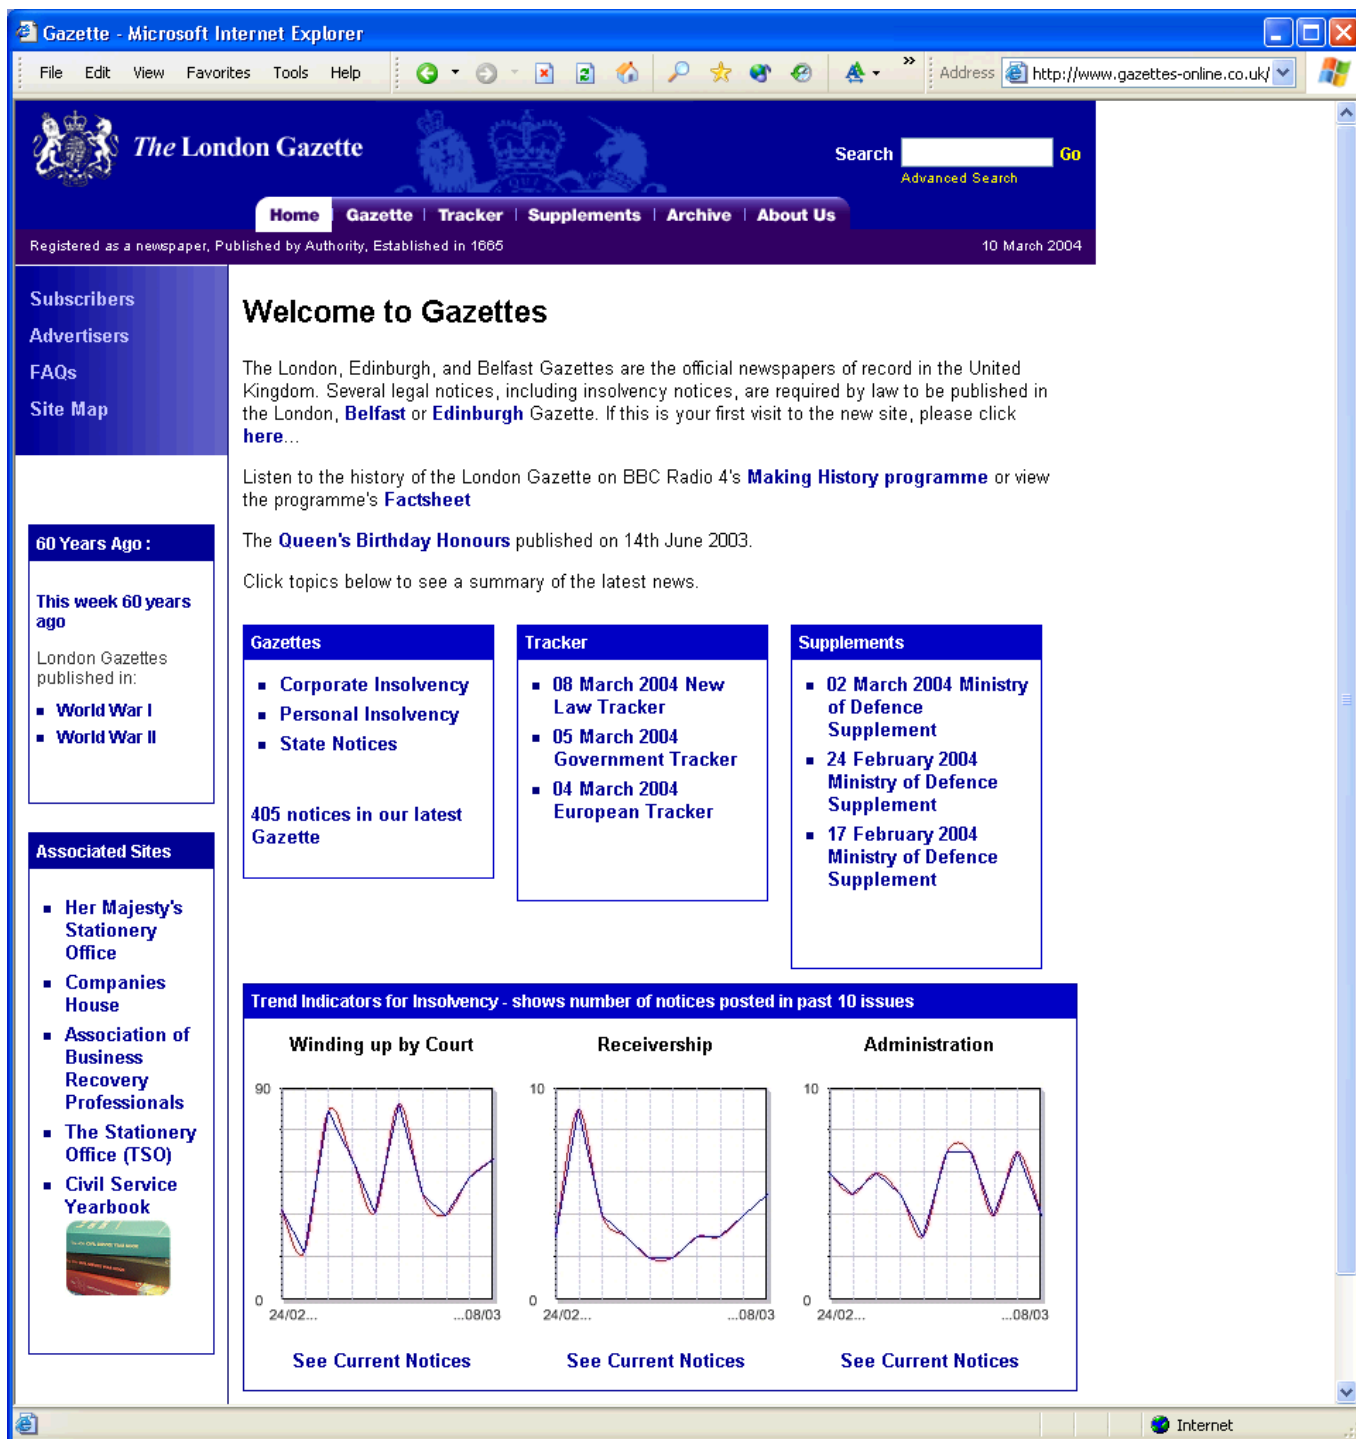 Gazette - Microsoft Internet Explorer
File Edit View Favorites Tools Help
» Address http://www.gazettes-online.co.uk/
The London Gazette
Search Go
Advanced Search
Home | Gazette | Tracker | Supplements | Archive | About Us
Registered as a newspaper, Published by Authority, Established in 1665
10 March 2004
Subscribers
Advertisers
FAQs
Site Map
60 Years Ago :
This week 60 years
ago
London Gazettes
published in:
World War I
World War II
Associated Sites
Her Majesty's
Stationery
Office
Companies
House
Association of
Business
Recovery
Professionals
The Stationery
Office (TSO)
Civil Service
Yearbook
Welcome to Gazettes
The London, Edinburgh, and Belfast Gazettes are the official newspapers of record in the United
Kingdom. Several legal notices, including insolvency notices, are required by law to be published in
the London, Belfast or Edinburgh Gazette. If this is your first visit to the new site, please click
here...
Listen to the history of the London Gazette on BBC Radio 4's Making History programme or view
the programme's Factsheet
The Queen's Birthday Honours published on 14th June 2003.
Click topics below to see a summary of the latest news.
Gazettes
Corporate Insolvency
Personal Insolvency
State Notices
405 notices in our latest
Gazette
Tracker
08 March 2004 New
Law Tracker
05 March 2004
Government Tracker
04 March 2004
European Tracker
Supplements
02 March 2004 Ministry
of Defence
Supplement
24 February 2004
Ministry of Defence
Supplement
17 February 2004
Ministry of Defence
Supplement
Trend Indicators for Insolvency - shows number of notices posted in past 10 issues
Winding up by Court
90
0
24/02... ...08/03
See Current Notices
Receivership
10
0
24/02... ...08/03
See Current Notices
Administration
10
0
24/02... ...08/03
See Current Notices
Internet